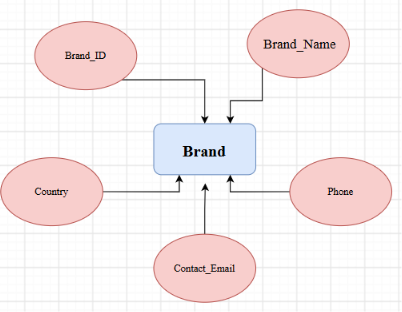 Brand_ID
Brand_Name
Brand
Country
Phone
Contact_Email